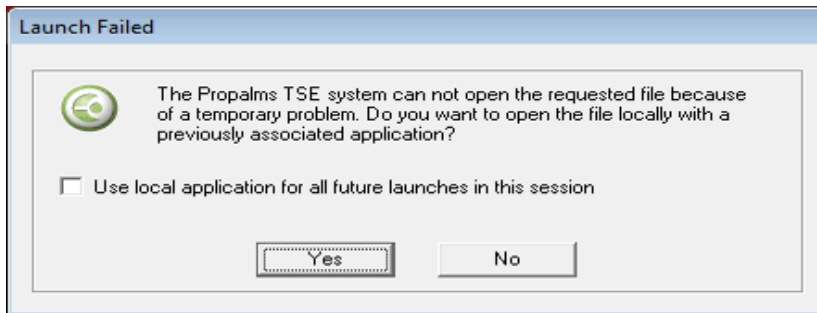 Launch Failed
The Propalms TSE system can not open the requested file because
of a temporary problem. Do you want to open the file locally with a
previously associated application?
Use local application for all future launches in this session
Yes
No